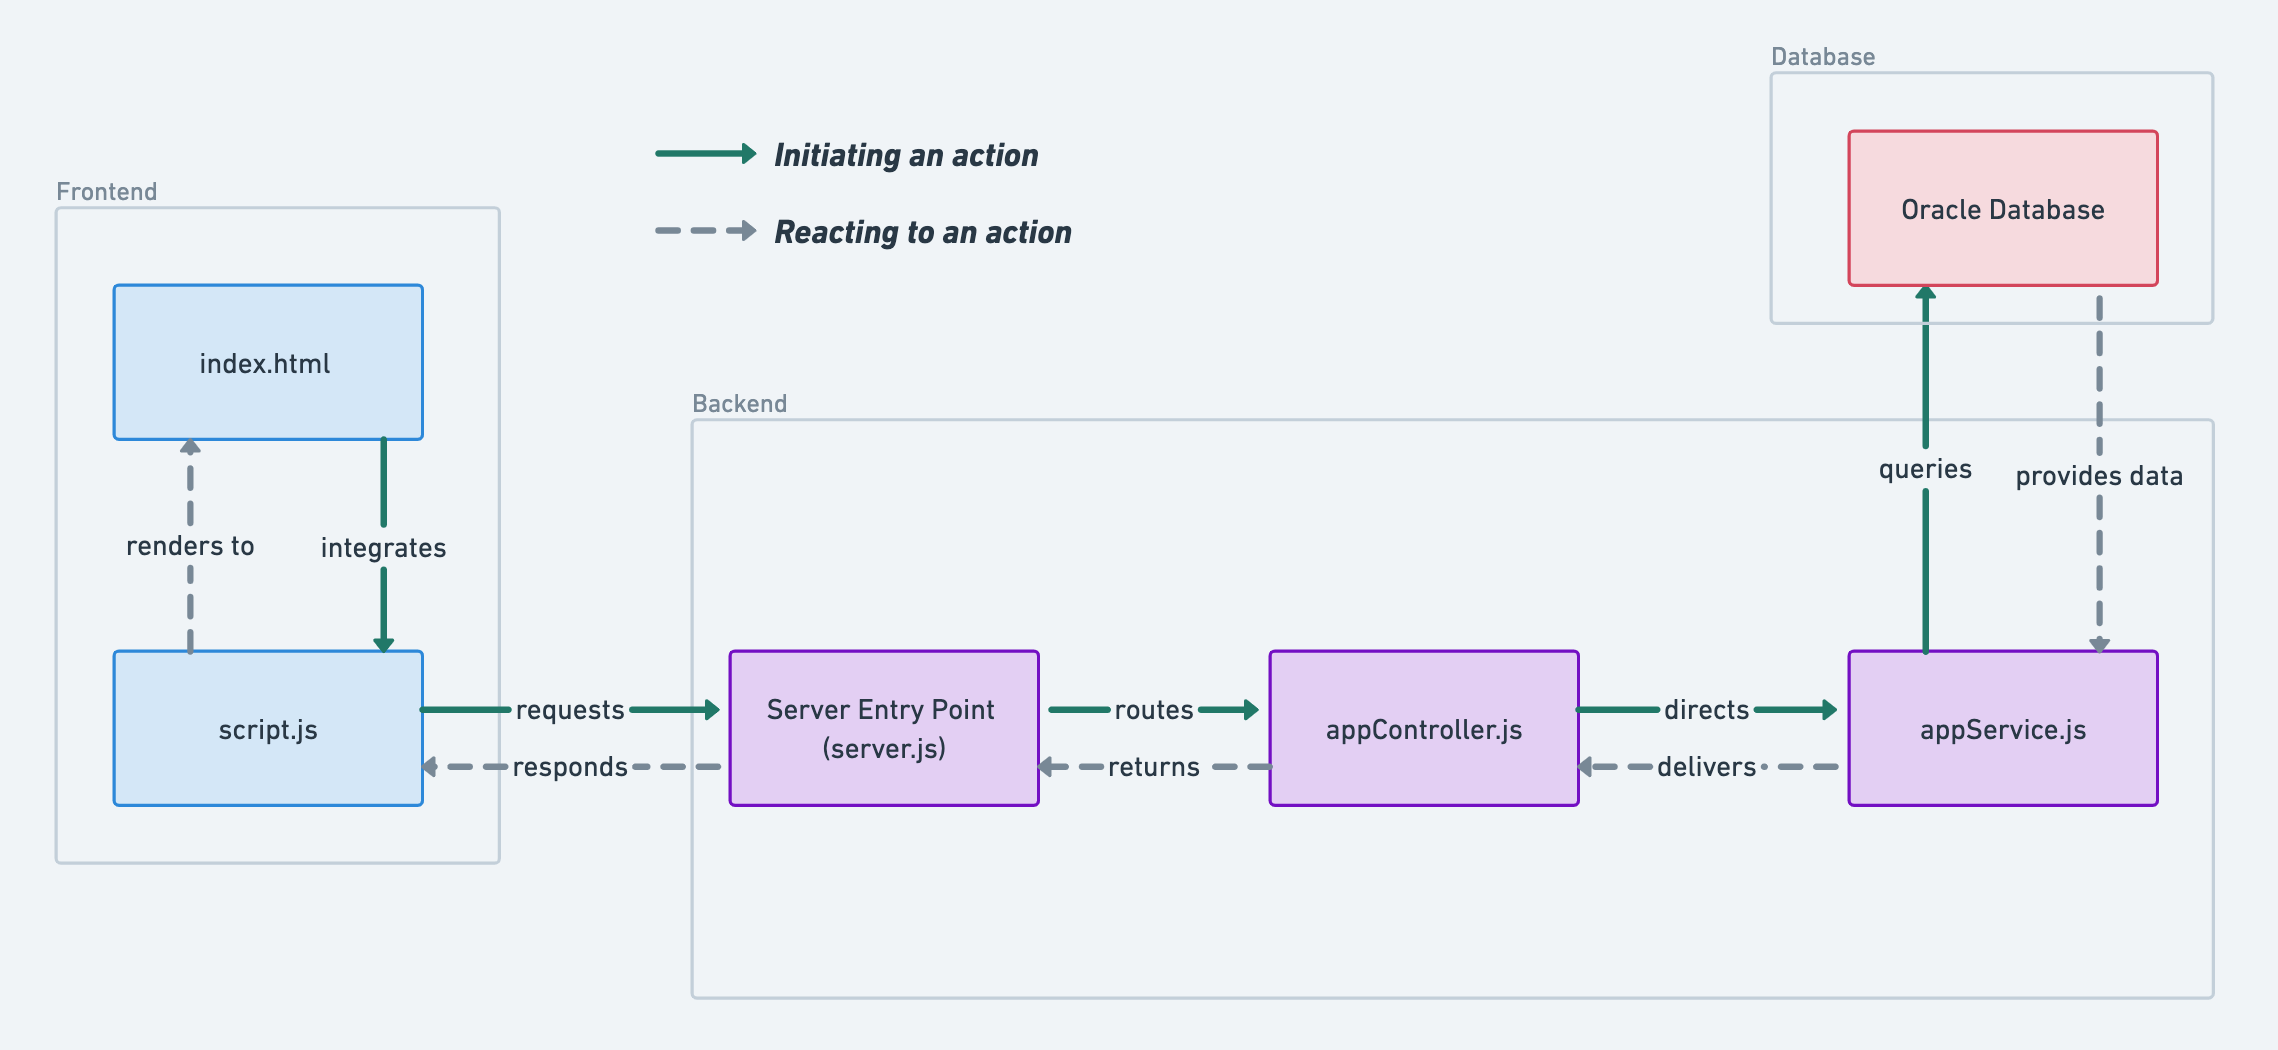 Database
Oracle Database
Initiating an action
Reacting to an action
Frontend
index.html
renders to
integrates
script.js
requests
responds
Backend
Server Entry Point
(server.js)
routes
returns
appController.js
directs
delivers
appService.js
queries
provides data